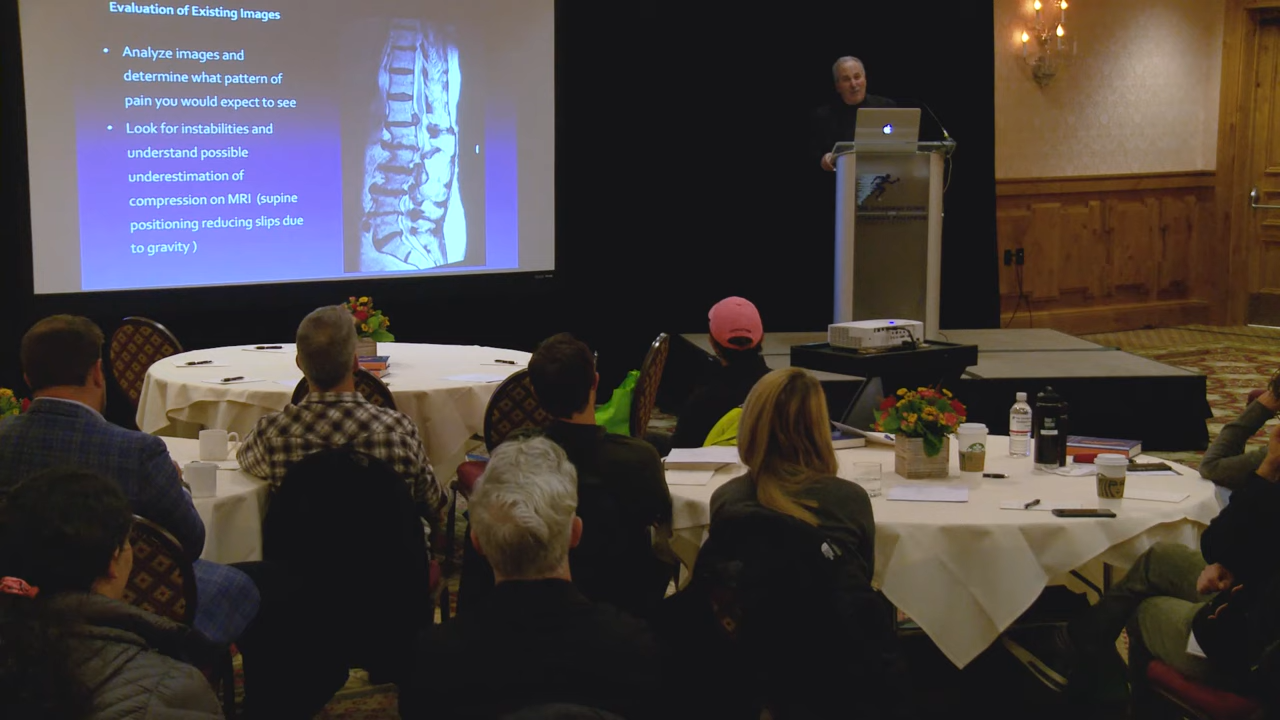 Evaluation of Existing Images
• Analyze images and
determine what pattern of
pain you would expect to see
• Look for instabilities and
understand possible
underestimation of
compression on MRI (supine
positioning reducing slips due
to gravity )